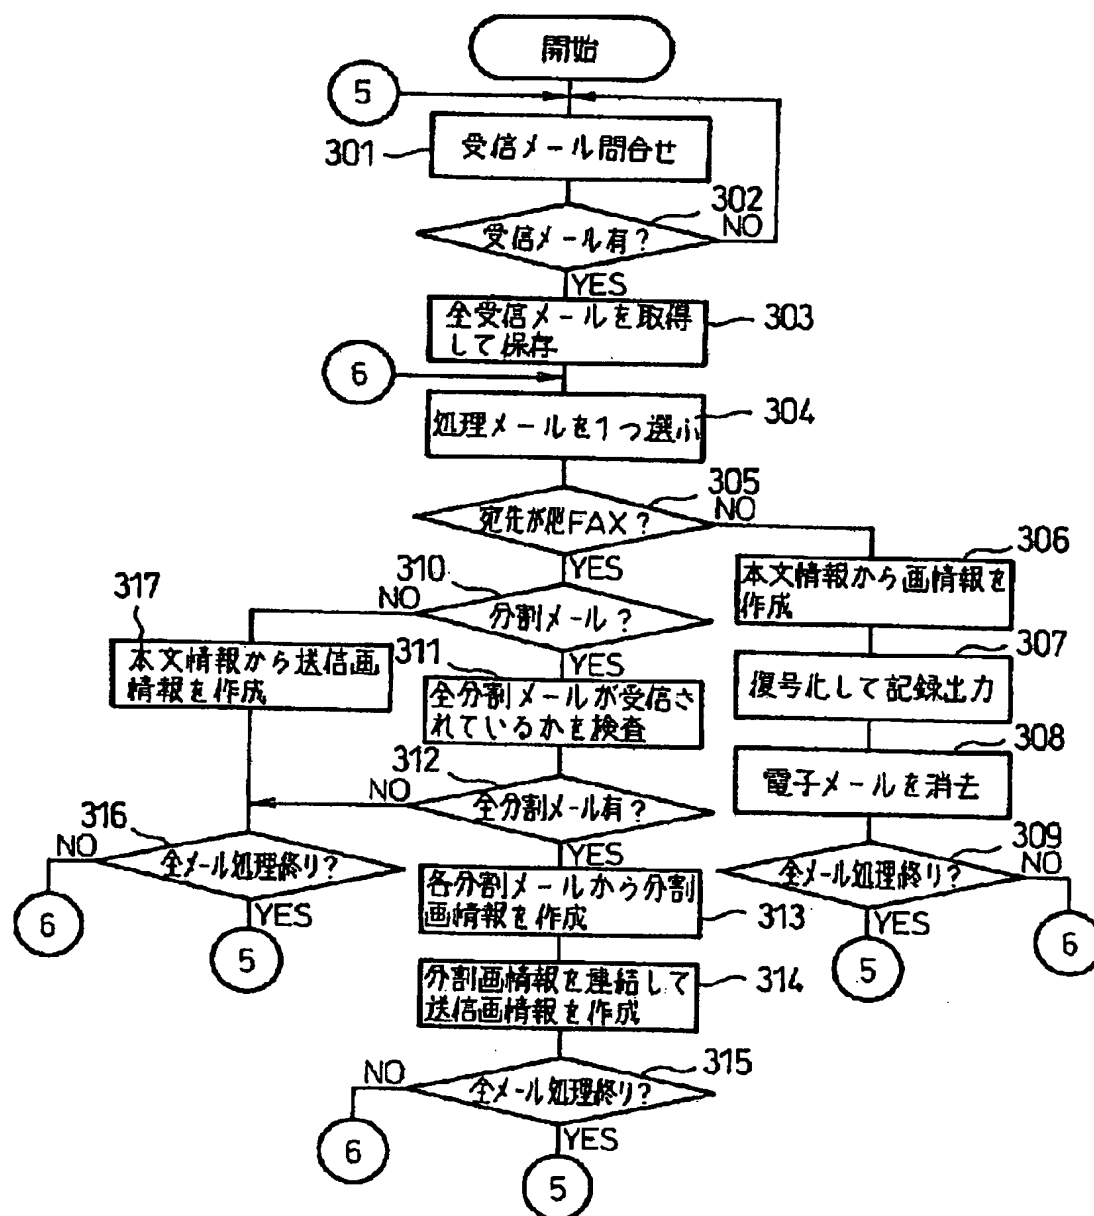 開始
5
301
受信メール問合せ
302
受信メール有?
NO
YES
全受信メールを取得
して保存
303
6
処理メールを1つ選ぶ
304
305
宛先が他FAX?
NO
YES
306
本文情報から画情報を
作成
307
復号化して記録出力
308
電子メールを消去
309
全メール処理終り?
NO
6
YES
5
310
分割メール?
NO
YES
317
本文情報から送信画
情報を作成
311
全分割メールが受信さ
れているかを検査
312
全分割メール有?
NO
YES
316
全メール処理終り?
NO
6
YES
5
各分割メールから分割
画情報を作成
313
分割画情報を連結して
送信画情報を作成
314
315
全メール処理終り?
NO
6
YES
5